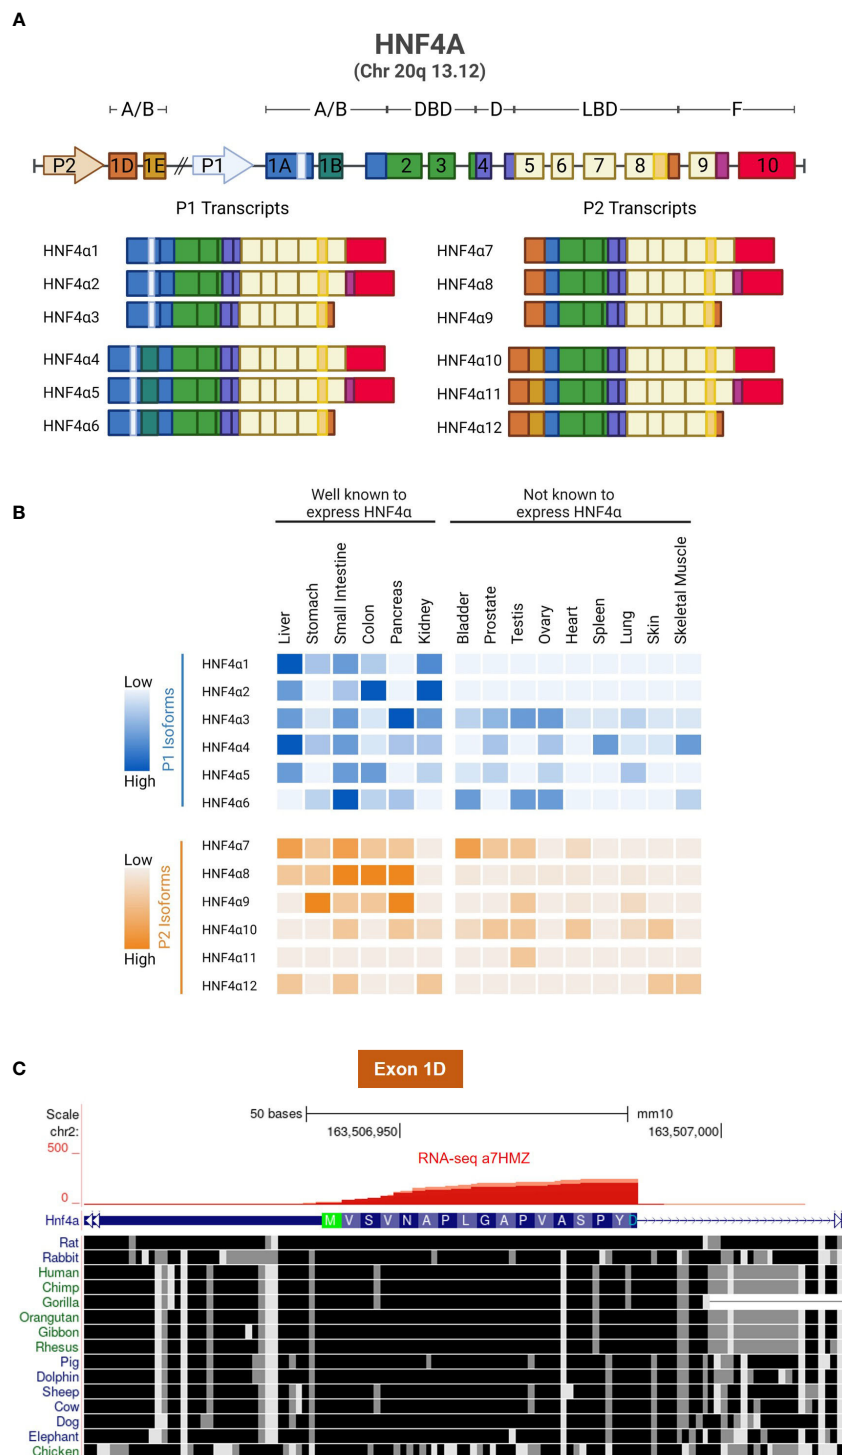 A
HNF4A
(Chr 20q 13.12)
A/B A/B DBD D LBD F
P2 1D 1E // P1 1A 1B 2 3 4 5 6 7 8 9 10
P1 Transcripts P2 Transcripts
HNF4α1 HNF4α7
HNF4α2 HNF4α8
HNF4α3 HNF4α9
HNF4α4 HNF4α10
HNF4α5 HNF4α11
HNF4α6 HNF4α12
B
Well known to
express HNF4α
Not known to
express HNF4α
Liver
Stomach
Small Intestine
Colon
Pancreas
Kidney
Bladder
Prostate
Testis
Ovary
Heart
Spleen
Lung
Skin
Skeletal Muscle
Low
High
P1 Isoforms
HNF4α1
HNF4α2
HNF4α3
HNF4α4
HNF4α5
HNF4α6
Low
High
P2 Isoforms
HNF4α7
HNF4α8
HNF4α9
HNF4α10
HNF4α11
HNF4α12
C
Exon 1D
Scale 50 bases mm10
chr2: 163,506,950 163,507,000
500
RNA-seq a7HMZ
0
Hnf4a M V S V N A P L G A P V A S P Y D
Rat
Rabbit
Human
Chimp
Gorilla
Orangutan
Gibbon
Rhesus
Pig
Dolphin
Sheep
Cow
Dog
Elephant
Chicken